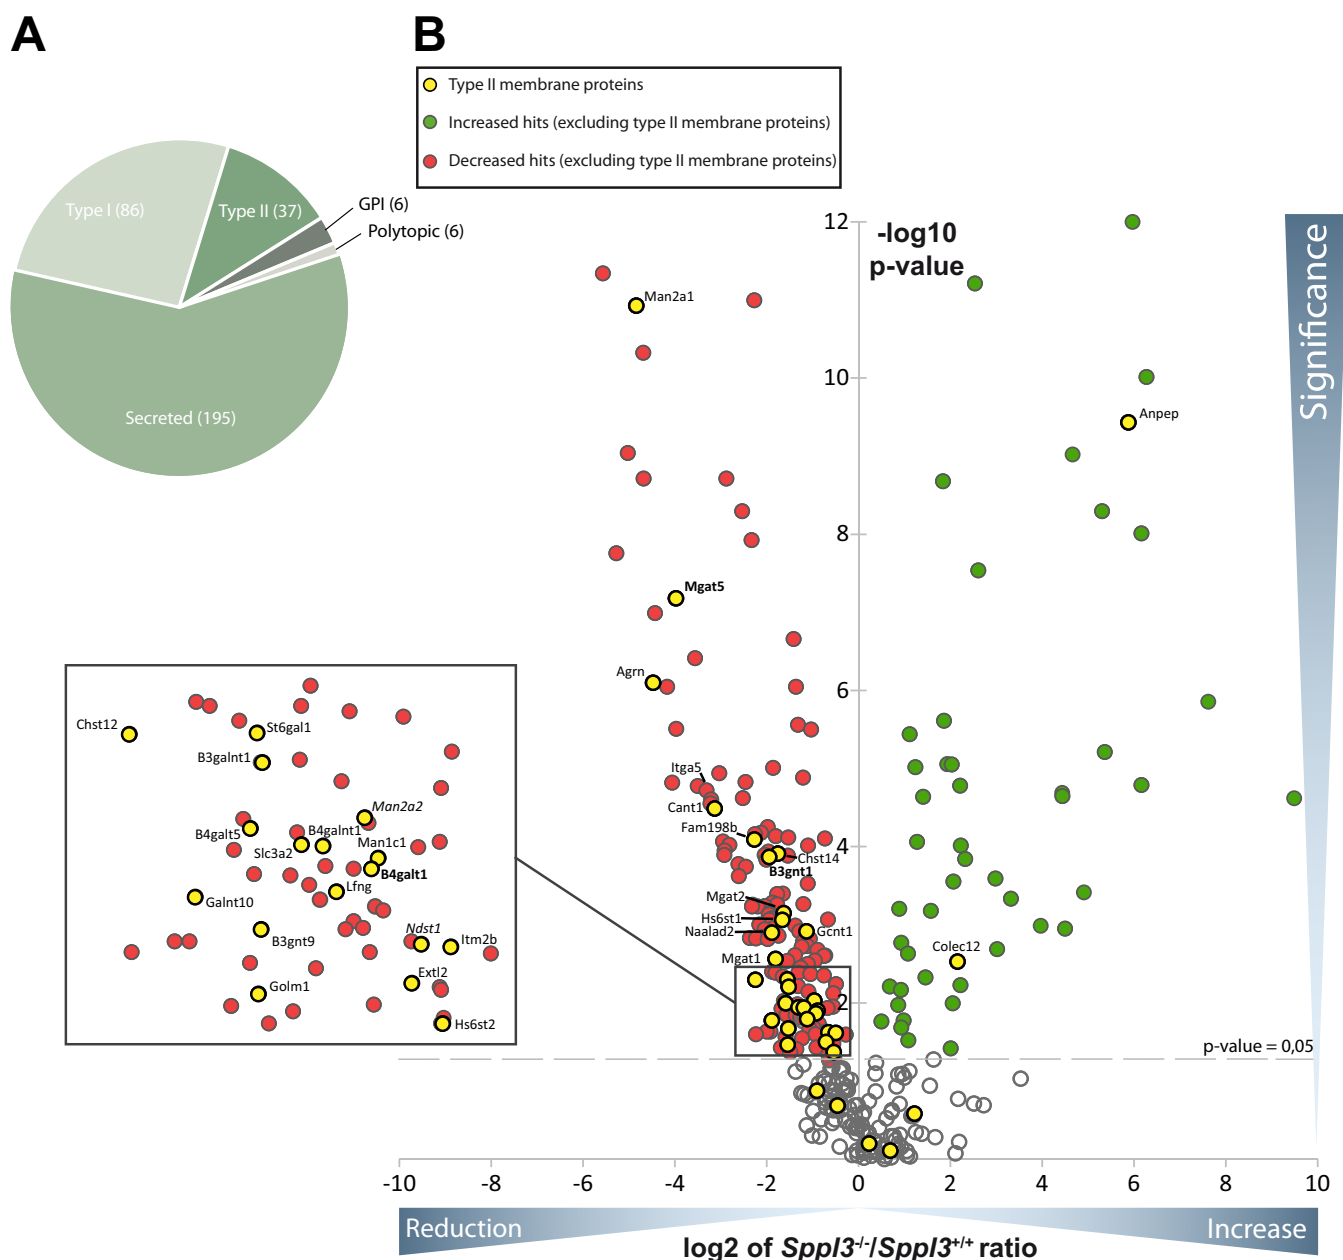 A
B
Type II membrane proteins
Increased hits (excluding type II membrane proteins)
Decreased hits (excluding type II membrane proteins)
Type I (86)
Type II (37)
GPI (6)
Polytopic (6)
Secreted (195)
-log10
p-value
12
10
8
6
4
2
Significance
Man2a1
Anpep
Mgat5
Agrn
Itga5
Cant1
Fam198b
Chst14
B3gnt1
Mgat2
Hs6st1
Naalad2
Gcnt1
Mgat1
Colec12
p-value = 0,05
Chst12
St6gal1
B3galnt1
Man2a2
B4galt5
B4galnt1
Slc3a2
Man1c1
B4galt1
Lfng
Galnt10
B3gnt9
Ndst1
Itm2b
Golm1
Extl2
Hs6st2
-10 -8 -6 -4 -2 0 2 4 6 8 10
Reduction
Increase
log2 of Sppl3-/-/Sppl3+/+ ratio